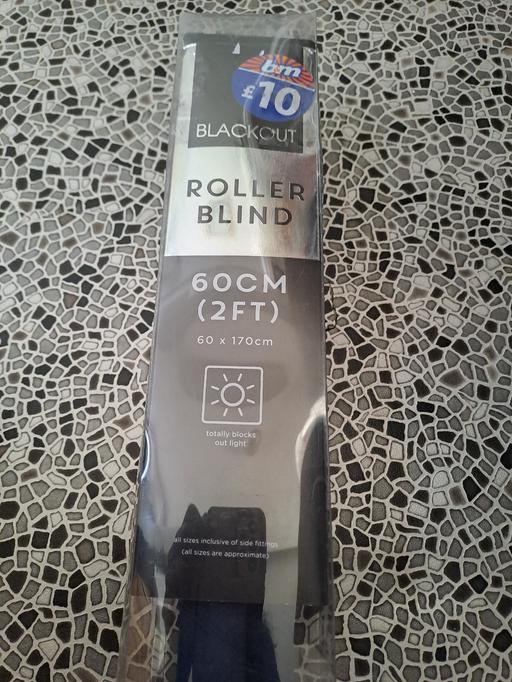 bm
£10
BLACKOUT
ROLLER
BLIND
60CM
(2FT)
60 x 170cm
totally blocks
out light
all sizes inclusive of side fittings
(all sizes are approximate)